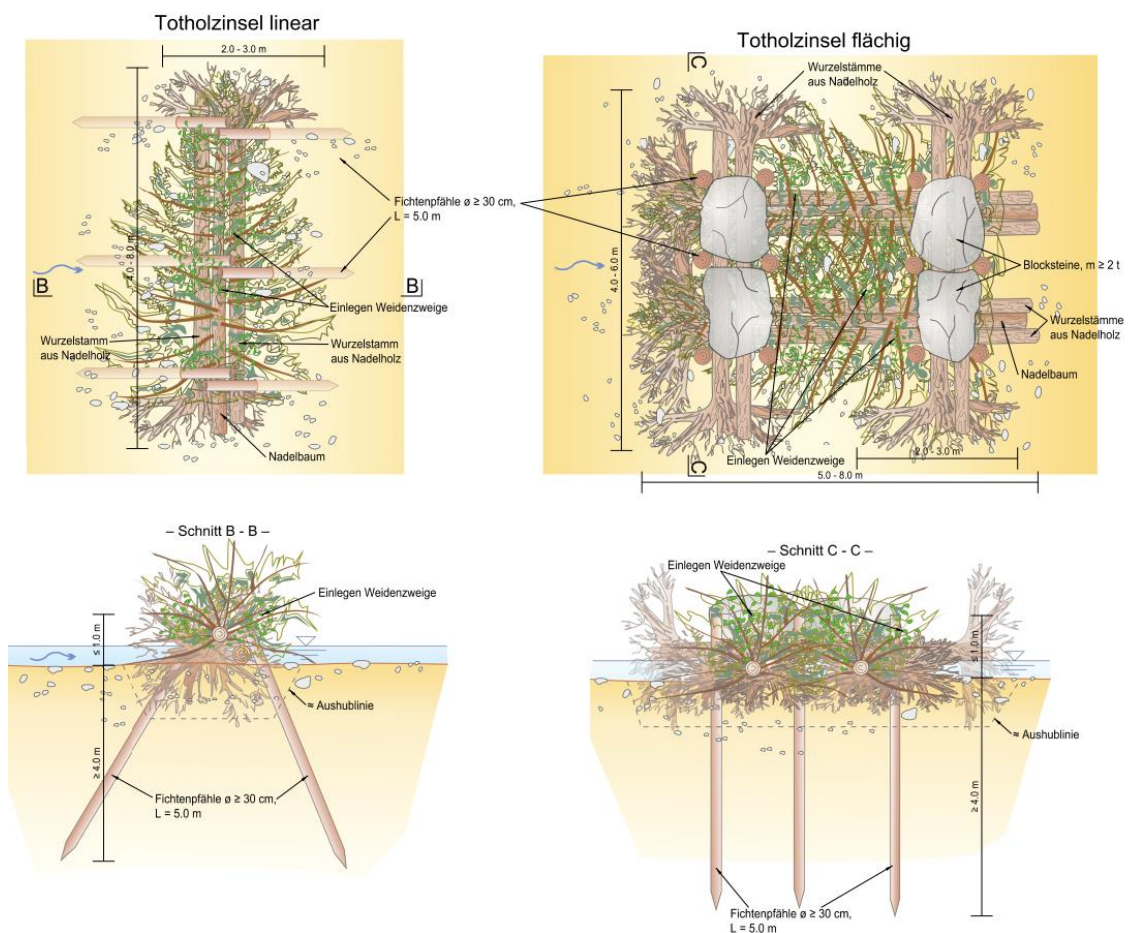 Totholzinsel linear
2.0 - 3.0 m
4.0 - 8.0 m
Fichtenpfähle ø ≥ 30 cm,
L = 5.0 m
B
B
Einlegen Weidenzweige
Wurzelstamm
aus Nadelholz
Wurzelstamm
aus Nadelholz
Nadelbaum
Totholzinsel flächig
C
Wurzelstämme
aus Nadelholz
4.0 - 6.0 m
Blocksteine, m ≥ 2 t
Wurzelstämme
aus Nadelholz
Nadelbaum
Einlegen Weidenzweige
C
2.0 - 3.0 m
5.0 - 8.0 m
– Schnitt B - B –
Einlegen Weidenzweige
≤ 1.0 m
≈ Aushublinie
≥ 4.0 m
Fichtenpfähle ø ≥ 30 cm,
L = 5.0 m
– Schnitt C - C –
Einlegen Weidenzweige
≤ 1.0 m
≈ Aushublinie
≥ 4.0 m
Fichtenpfähle ø ≥ 30 cm,
L = 5.0 m